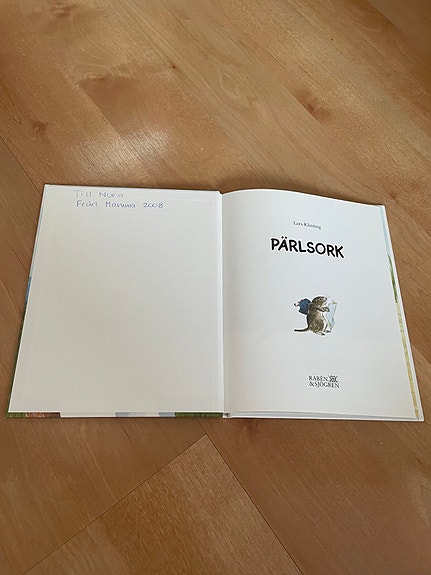 Till Nora
Från Mamma 2008
Lars Klinting
PÄRLSORK
RABÉN
&SJÖGREN